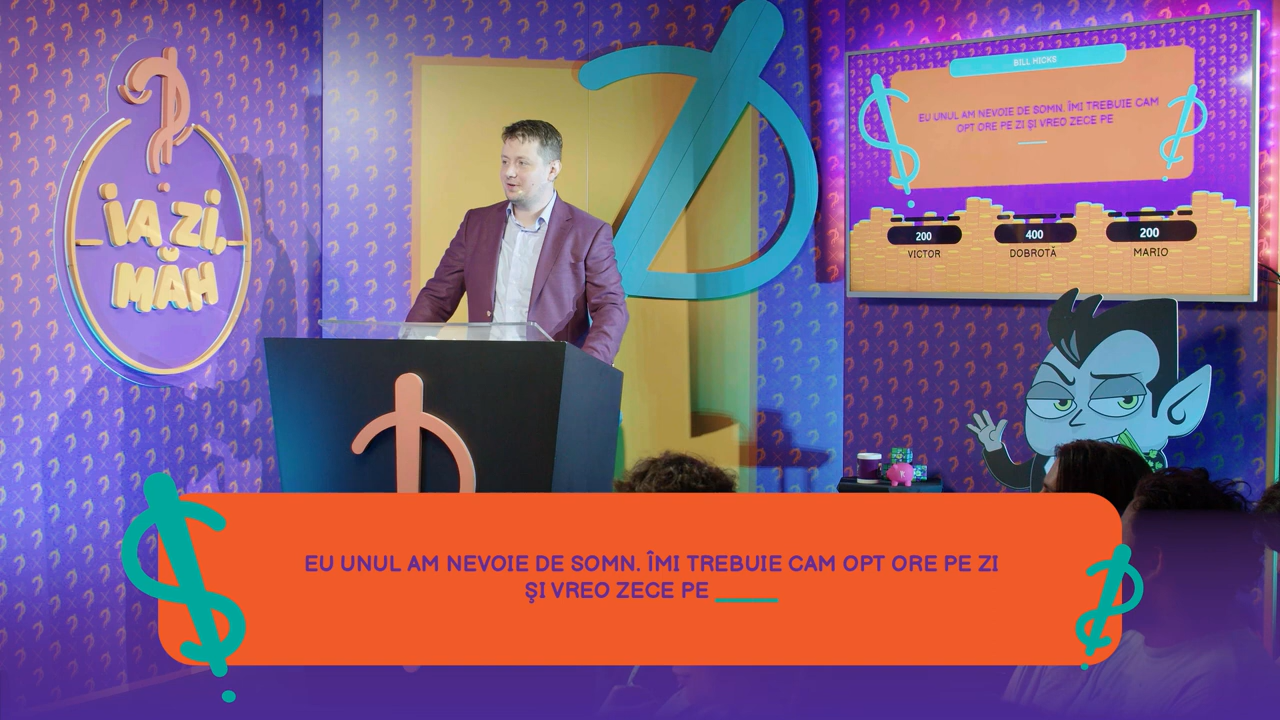 IA ZI,
MĂH
BILL HICKS
EU UNUL AM NEVOIE DE SOMN. ÎMI TREBUIE CAM
OPT ORE PE ZI ȘI VREO ZECE PE
200
400
200
VICTOR
DOBROTĂ
MARIO
EU UNUL AM NEVOIE DE SOMN. ÎMI TREBUIE CAM OPT ORE PE ZI
ŞI VREO ZECE PE ____